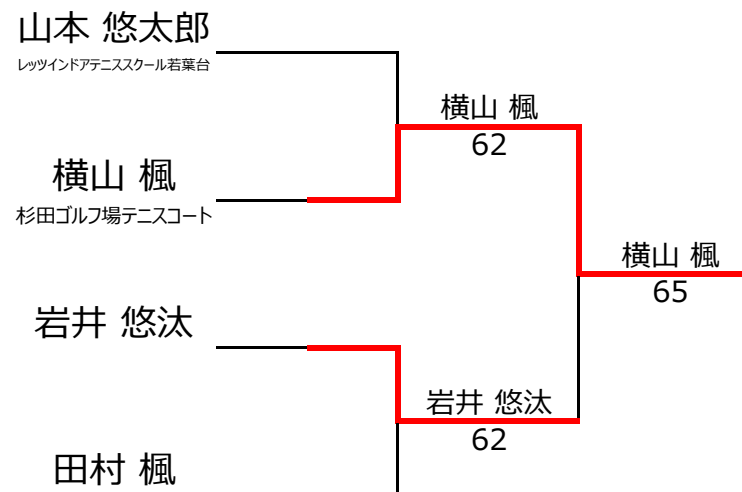 山本 悠太郎
レッツインドアテニススクール若葉台
横山 楓
62
横山 楓
杉田ゴルフ場テニスコート
横山 楓
65
岩井 悠汰
岩井 悠汰
62
田村 楓